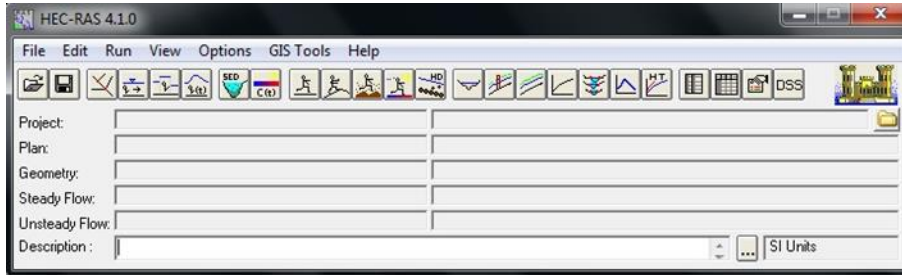 HEC-RAS 4.1.0
File Edit Run View Options GIS Tools Help
SED C(t) HD HT DSS
Project:
Plan:
Geometry:
Steady Flow:
Unsteady Flow:
Description : ... SI Units